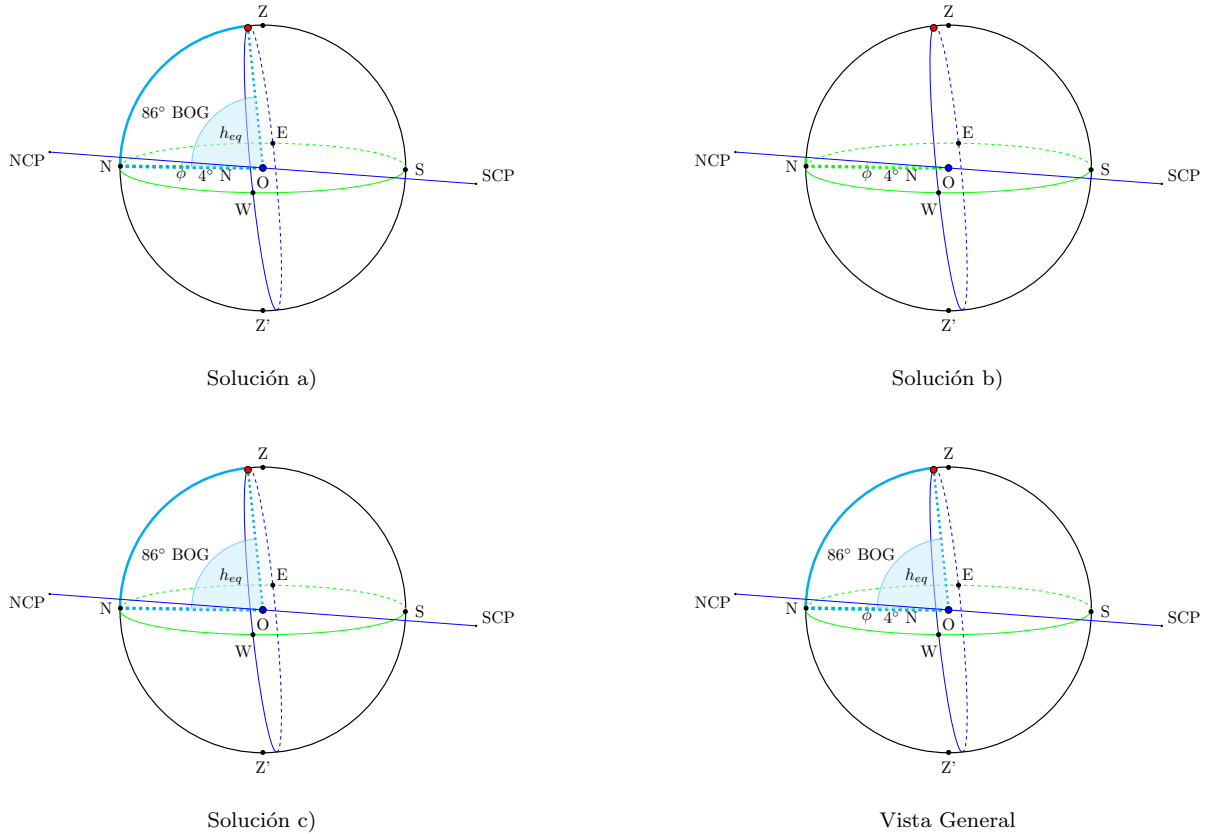 Z
86° BOG
h_eq
E
NCP
N
ϕ 4° N
O
S
SCP
W
Z'
Solución a)
Z
E
NCP
N
ϕ 4° N
O
S
SCP
W
Z'
Solución b)
Z
86° BOG
h_eq
E
NCP
N
O
S
SCP
W
Z'
Solución c)
Z
86° BOG
h_eq
E
NCP
N
ϕ 4° N
O
S
SCP
W
Z'
Vista General